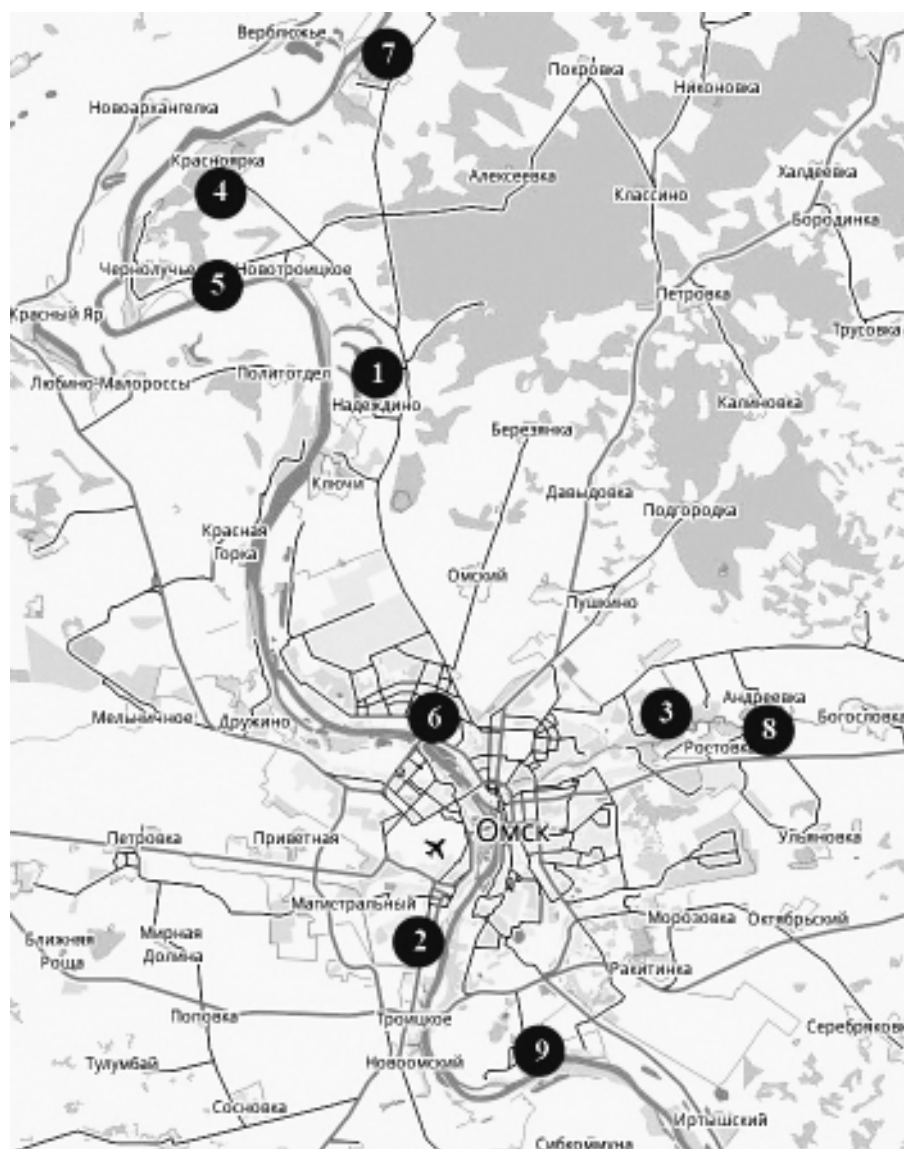 Верблюжье
7
Покровка
Никоновка
Новоархангелка
Красноярка
4
Алексеевка
Классино
Халдеевка
Бородинка
Чернолучье
5
Новотроицкое
Петровка
Красный Яр
Трусовка
Любино-Малороссы
Политотдел
1
Надеждино
Калиновка
Березянка
Ключи
Давыдовка
Подгородка
Красная
Горка
Омский
Пушкино
Мельничное
Дружино
6
3
Андреевка
8
Богословка
Ростовка
Омск
Петровка
Приветная
Ульяновка
Магистральный
2
Морозовка
Октябрьский
Ближняя
Роща
Мирная
Долина
Ракитинка
Поповка
Троицкое
Серебряковка
Тулумбай
Новоомский
9
Сосновка
Иртышский
Сибкоммуна